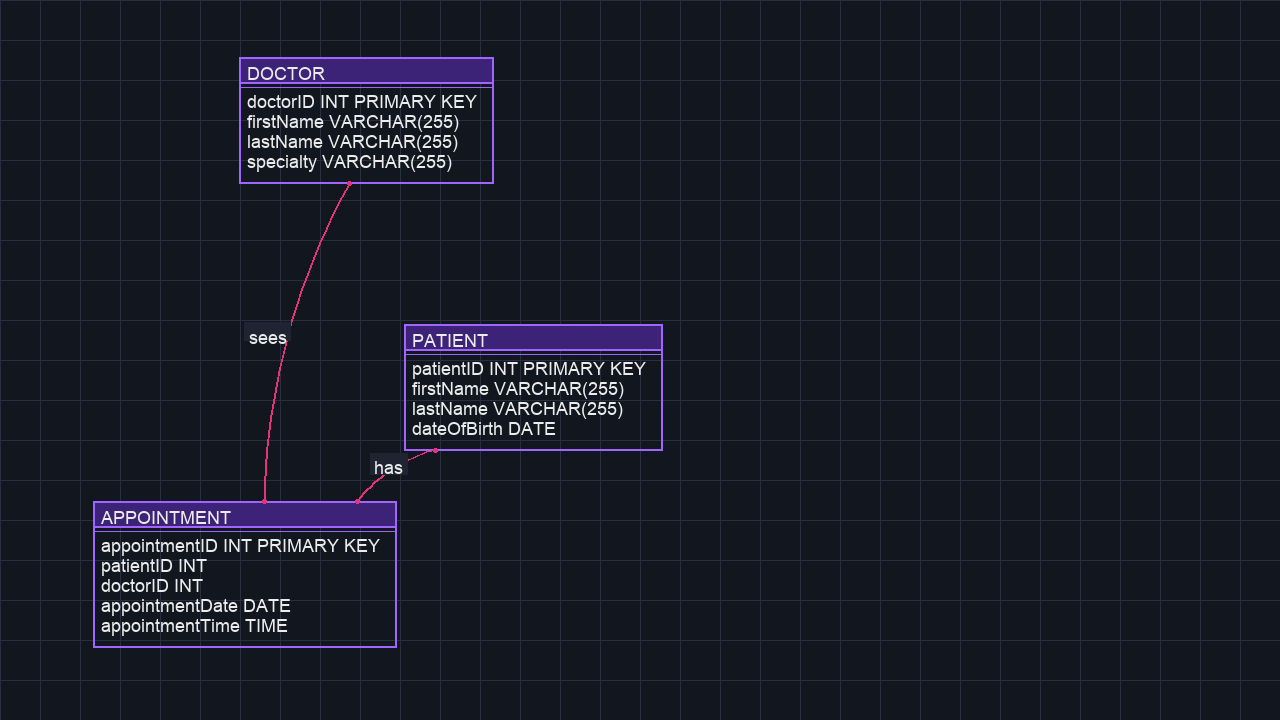 DOCTOR
doctorID INT PRIMARY KEY
firstName VARCHAR(255)
lastName VARCHAR(255)
specialty VARCHAR(255)
sees
PATIENT
patientID INT PRIMARY KEY
firstName VARCHAR(255)
lastName VARCHAR(255)
dateOfBirth DATE
has
APPOINTMENT
appointmentID INT PRIMARY KEY
patientID INT
doctorID INT
appointmentDate DATE
appointmentTime TIME